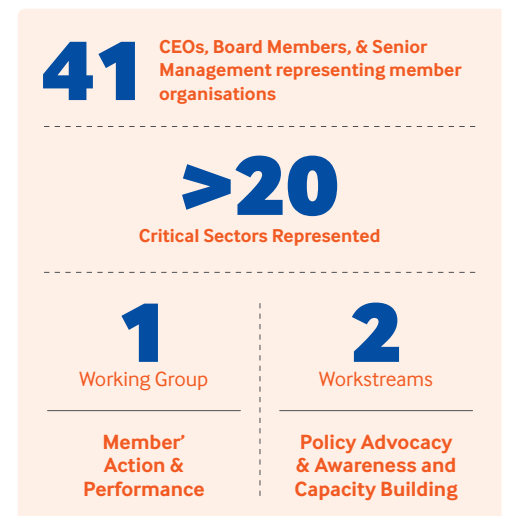 41
CEOs, Board Members, & Senior
Management representing member
organisations
>20
Critical Sectors Represented
1
Working Group
Member'
Action &
Performance
2
Workstreams
Policy Advocacy
& Awareness and
Capacity Building